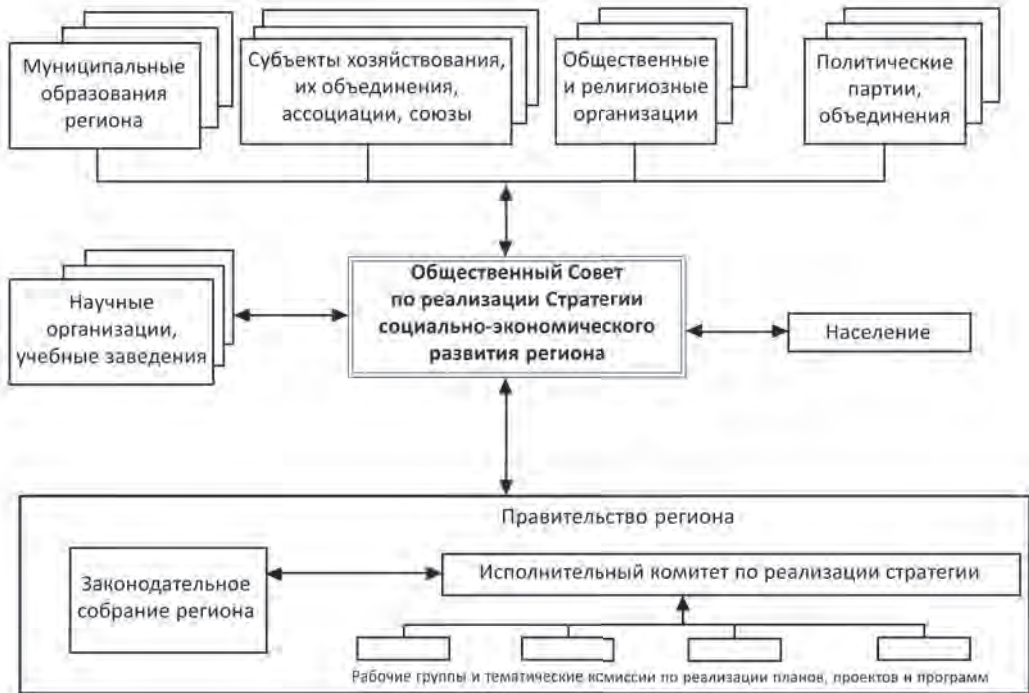 Муниципальные
образования
региона
Субъекты хозяйствования,
их объединения,
ассоциации, союзы
Общественные
и религиозные
организации
Политические
партии,
объединения
Общественный Совет
по реализации Стратегии
социально-экономического
развития региона
Научные
организации,
учебные заведения
Население
Правительство региона
Законодательное
собрание региона
Исполнительный комитет по реализации стратегии
Рабочие группы и тематические комиссии по реализации планов, проектов и программ